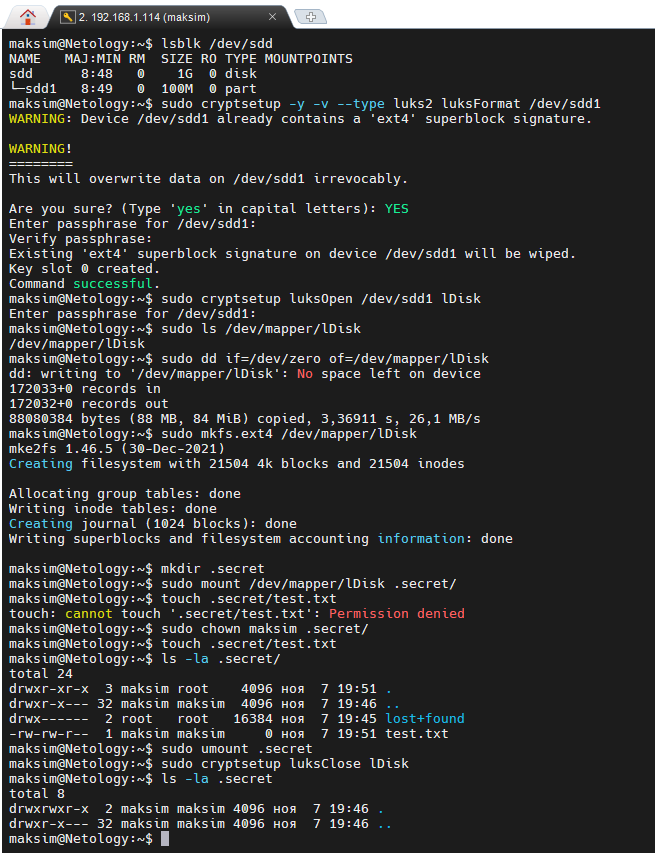 2. 192.168.1.114 (maksim)
maksim@Netology:~$ lsblk /dev/sdd
NAME   MAJ:MIN RM  SIZE RO TYPE MOUNTPOINTS
sdd      8:48   0    1G  0 disk
└─sdd1   8:49   0  100M  0 part
maksim@Netology:~$ sudo cryptsetup -y -v --type luks2 luksFormat /dev/sdd1
WARNING: Device /dev/sdd1 already contains a 'ext4' superblock signature.

WARNING!
========
This will overwrite data on /dev/sdd1 irrevocably.

Are you sure? (Type 'yes' in capital letters): YES
Enter passphrase for /dev/sdd1:
Verify passphrase:
Existing 'ext4' superblock signature on device /dev/sdd1 will be wiped.
Key slot 0 created.
Command successful.
maksim@Netology:~$ sudo cryptsetup luksOpen /dev/sdd1 lDisk
Enter passphrase for /dev/sdd1:
maksim@Netology:~$ sudo ls /dev/mapper/lDisk
/dev/mapper/lDisk
maksim@Netology:~$ sudo dd if=/dev/zero of=/dev/mapper/lDisk
dd: writing to '/dev/mapper/lDisk': No space left on device
172033+0 records in
172032+0 records out
88080384 bytes (88 MB, 84 MiB) copied, 3,36911 s, 26,1 MB/s
maksim@Netology:~$ sudo mkfs.ext4 /dev/mapper/lDisk
mke2fs 1.46.5 (30-Dec-2021)
Creating filesystem with 21504 4k blocks and 21504 inodes

Allocating group tables: done
Writing inode tables: done
Creating journal (1024 blocks): done
Writing superblocks and filesystem accounting information: done

maksim@Netology:~$ mkdir .secret
maksim@Netology:~$ sudo mount /dev/mapper/lDisk .secret/
maksim@Netology:~$ touch .secret/test.txt
touch: cannot touch '.secret/test.txt': Permission denied
maksim@Netology:~$ sudo chown maksim .secret/
maksim@Netology:~$ touch .secret/test.txt
maksim@Netology:~$ ls -la .secret/
total 24
drwxr-xr-x  3 maksim root    4096 ноя  7 19:51 .
drwxr-x--- 32 maksim maksim  4096 ноя  7 19:46 ..
drwx------  2 root   root   16384 ноя  7 19:45 lost+found
-rw-rw-r--  1 maksim maksim     0 ноя  7 19:51 test.txt
maksim@Netology:~$ sudo umount .secret
maksim@Netology:~$ sudo cryptsetup luksClose lDisk
maksim@Netology:~$ ls -la .secret
total 8
drwxrwxr-x  2 maksim maksim 4096 ноя  7 19:46 .
drwxr-x--- 32 maksim maksim 4096 ноя  7 19:46 ..
maksim@Netology:~$